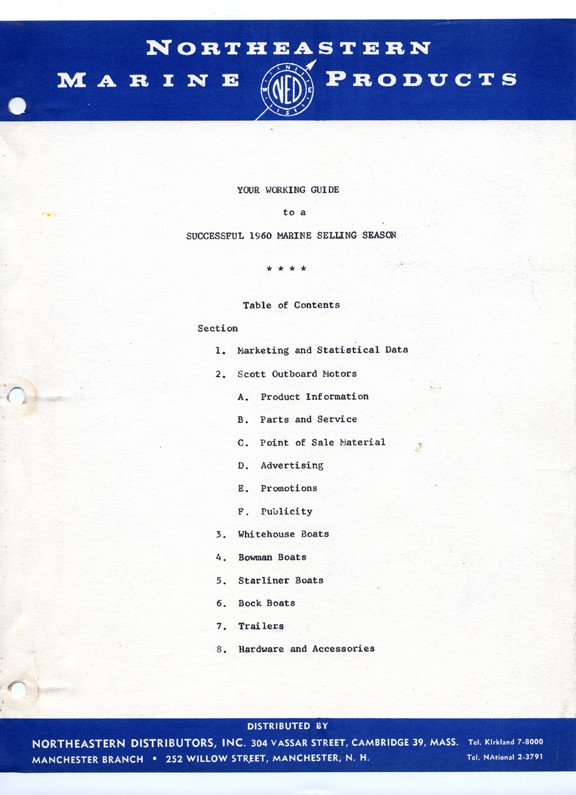 NORTHEASTERN
MARINE PRODUCTS
NED
YOUR WORKING GUIDE
to a
SUCCESSFUL 1960 MARINE SELLING SEASON
* * * *
Table of Contents
Section
1. Marketing and Statistical Data
2. Scott Outboard Motors
A. Product Information
B. Parts and Service
C. Point of Sale Material
D. Advertising
E. Promotions
F. Publicity
3. Whitehouse Boats
4. Bowman Boats
5. Starliner Boats
6. Bock Boats
7. Trailers
8. Hardware and Accessories
DISTRIBUTED BY
NORTHEASTERN DISTRIBUTORS, INC. 304 VASSAR STREET, CAMBRIDGE 39, MASS. Tel. KIrkland 7-8000
MANCHESTER BRANCH • 252 WILLOW STREET, MANCHESTER, N. H. Tel. NAtional 2-3791